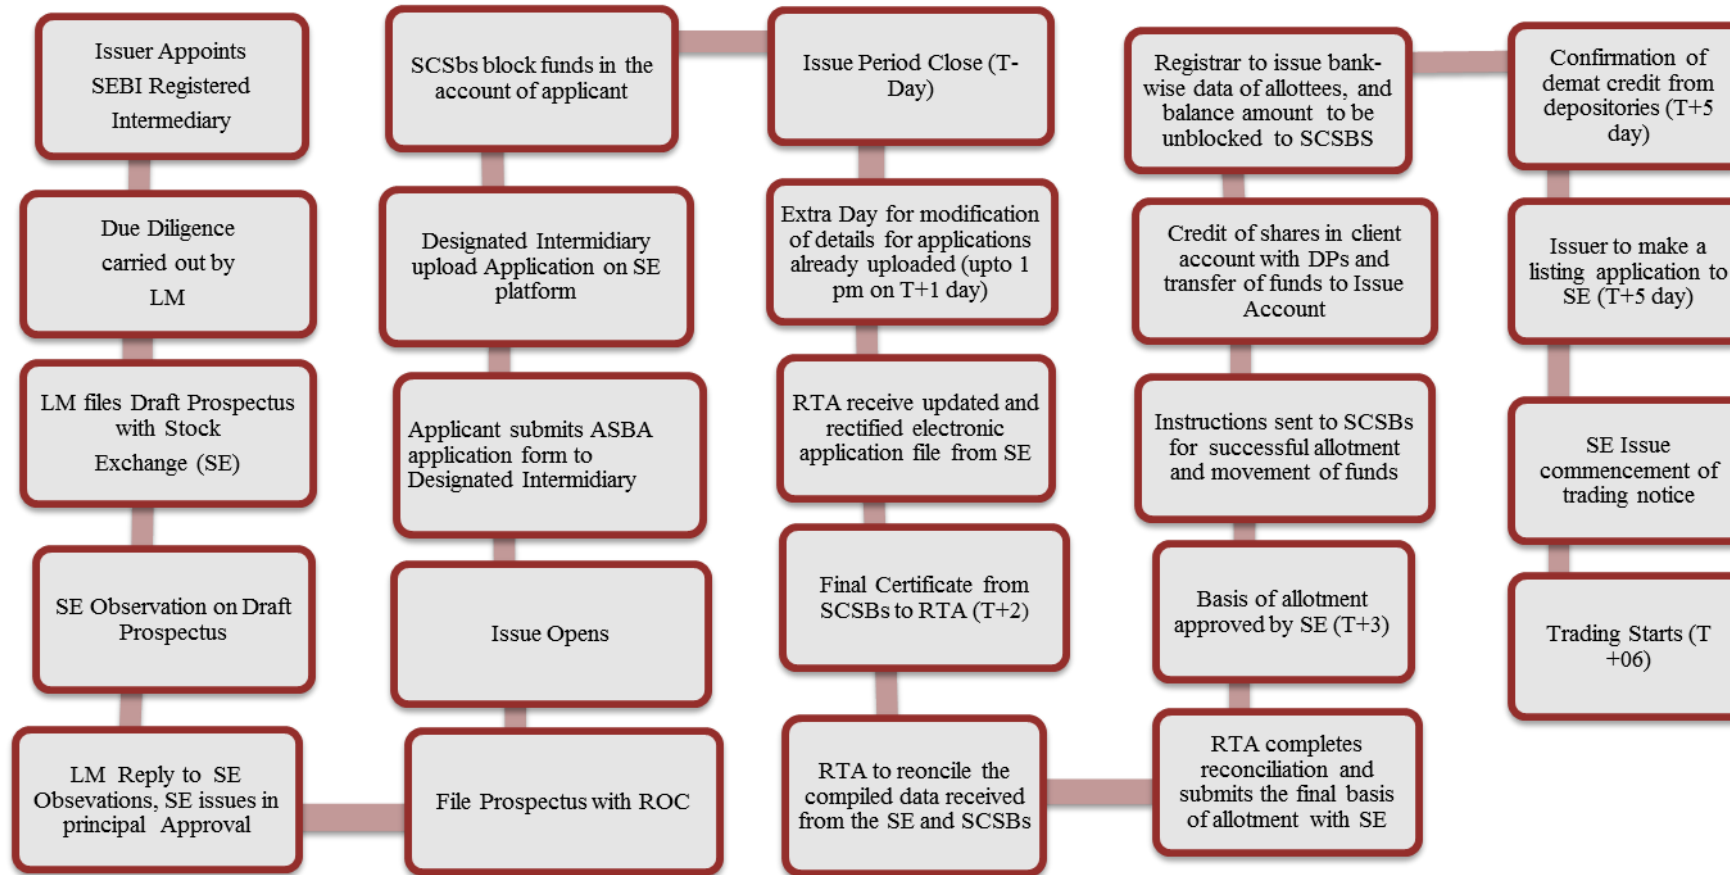 Issuer Appoints
SEBI Registered
Intermediary
Due Diligence
carried out by
LM
LM files Draft Prospectus
with Stock
Exchange (SE)
SE Observation on Draft
Prospectus
LM Reply to SE
Obsevations, SE issues in
principal Approval
File Prospectus with ROC
Issue Opens
Applicant submits ASBA
application form to
Designated Intermidiary
Designated Intermidiary
upload Application on SE
platform
SCSbs block funds in the
account of applicant
Issue Period Close (T-
Day)
Extra Day for modification
of details for applications
already uploaded (upto 1
pm on T+1 day)
RTA receive updated and
rectified electronic
application file from SE
Final Certificate from
SCSBs to RTA (T+2)
RTA to reconcile the
compiled data received
from the SE and SCSBs
RTA completes
reconciliation and
submits the final basis
of allotment with SE
Basis of allotment
approved by SE (T+3)
Instructions sent to SCSBs
for successful allotment
and movement of funds
Credit of shares in client
account with DPs and
transfer of funds to Issue
Account
Registrar to issue bank-
wise data of allottees, and
balance amount to be
unblocked to SCSBS
Confirmation of
demat credit from
depositories (T+5
day)
Issuer to make a
listing application to
SE (T+5 day)
SE Issue
commencement of
trading notice
Trading Starts (T
+06)